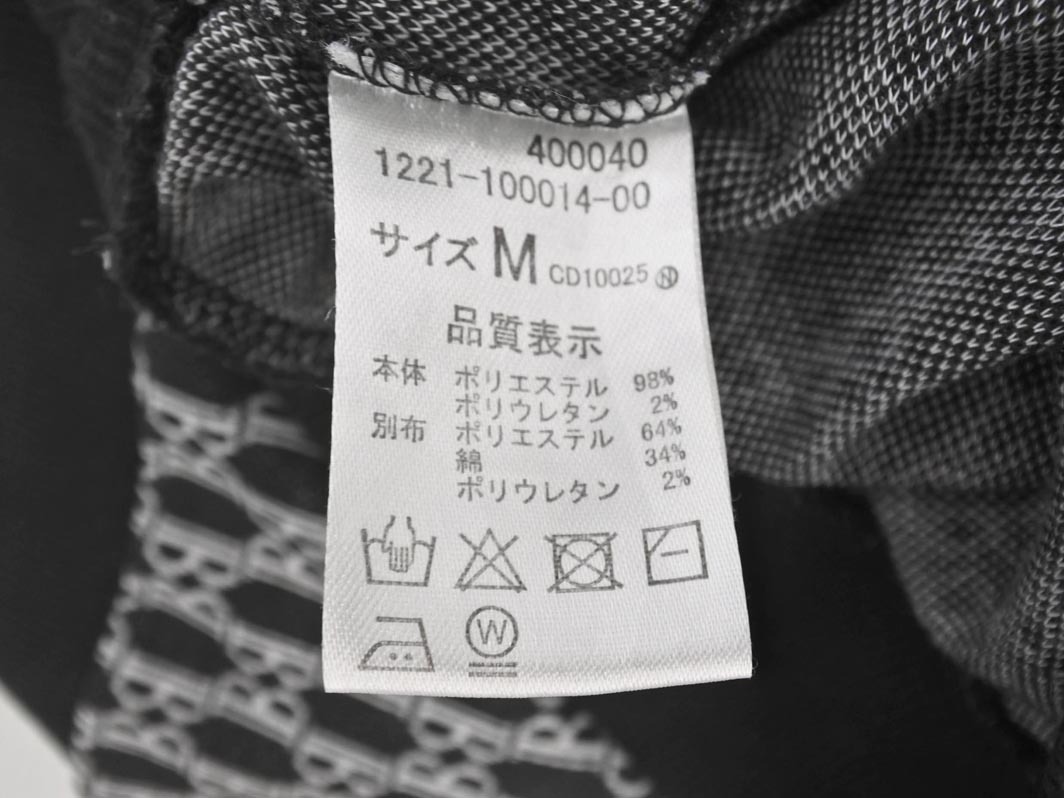 400040
1221-100014-00
サイズ M CD10025 Ⓝ
品質表示
本体 ポリエステル 98%
ポリウレタン 2%
別布 ポリエステル 64%
綿 34%
ポリウレタン 2%
W